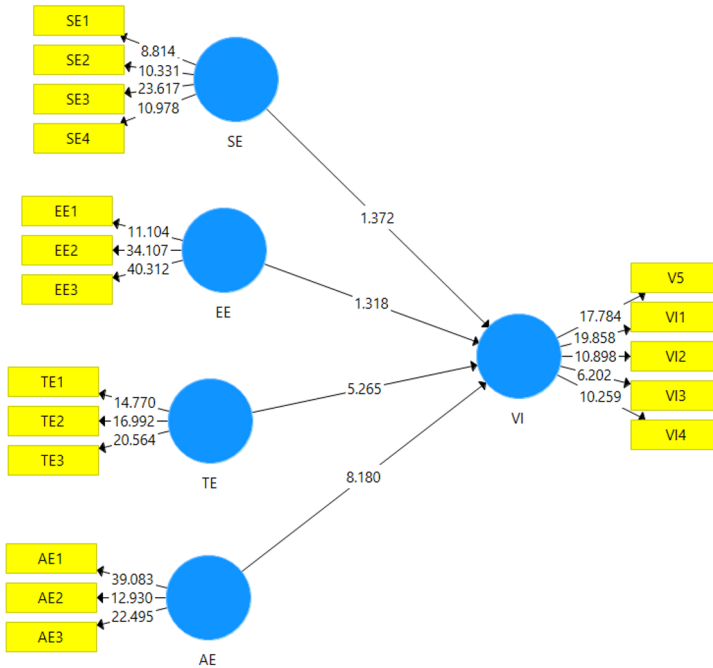 SE1
SE2
SE3
SE4
8.814
10.331
23.617
10.978
SE
1.372
EE1
EE2
EE3
11.104
34.107
40.312
EE
1.318
TE1
TE2
TE3
14.770
16.992
20.564
TE
5.265
AE1
AE2
AE3
39.083
12.930
22.495
AE
8.180
VI
17.784
19.858
10.898
6.202
10.259
V5
VI1
VI2
VI3
VI4